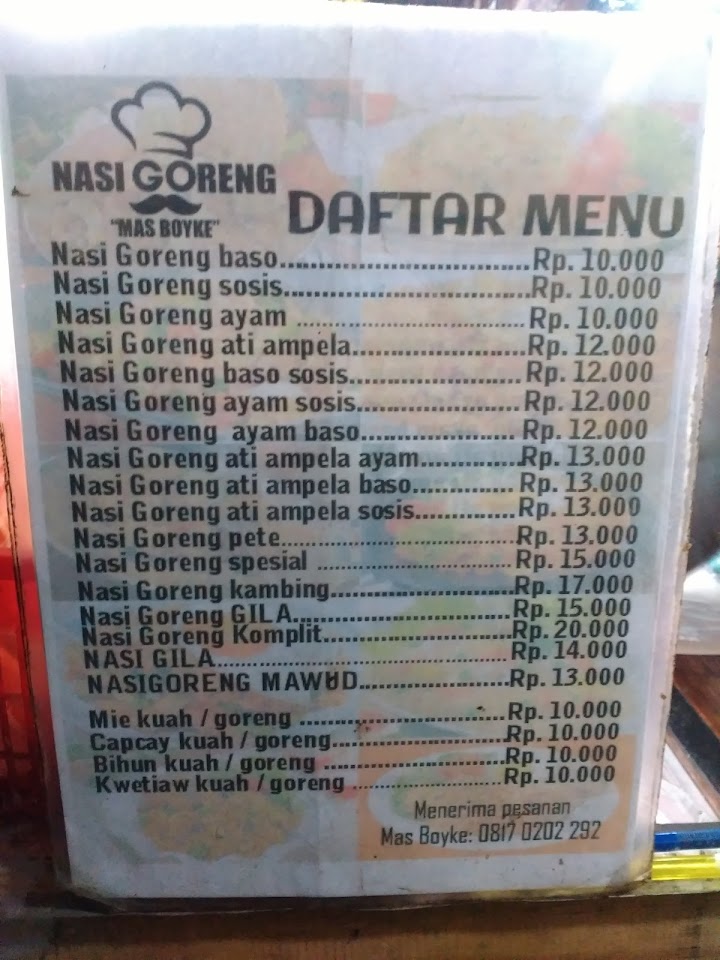 NASI GORENG
"MAS BOYKE"
DAFTAR MENU
Nasi Goreng baso..............................Rp. 10.000
Nasi Goreng sosis..............................Rp. 10.000
Nasi Goreng ayam ..............................Rp. 10.000
Nasi Goreng ati ampela.....................Rp. 12.000
Nasi Goreng baso sosis.....................Rp. 12.000
Nasi Goreng ayam sosis....................Rp. 12.000
Nasi Goreng ayam baso................... Rp. 12.000
Nasi Goreng ati ampela ayam.............Rp. 13.000
Nasi Goreng ati ampela baso.............Rp. 13.000
Nasi Goreng ati ampela sosis.............Rp. 13.000
Nasi Goreng pete..............................Rp. 13.000
Nasi Goreng spesial .........................Rp. 15.000
Nasi Goreng kambing.......................Rp. 17.000
Nasi Goreng GILA............................Rp. 15.000
Nasi Goreng Komplit........................Rp. 20.000
NASI GILA..................................... Rp. 14.000
NASIGORENG MAWUD...................Rp. 13.000
Mie kuah / goreng ..........................Rp. 10.000
Capcay kuah / goreng......................Rp. 10.000
Bihun kuah / goreng .......................Rp. 10.000
Kwetiaw kuah / goreng ...................Rp. 10.000
Menerima pesanan
Mas Boyke: 0817 0202 292